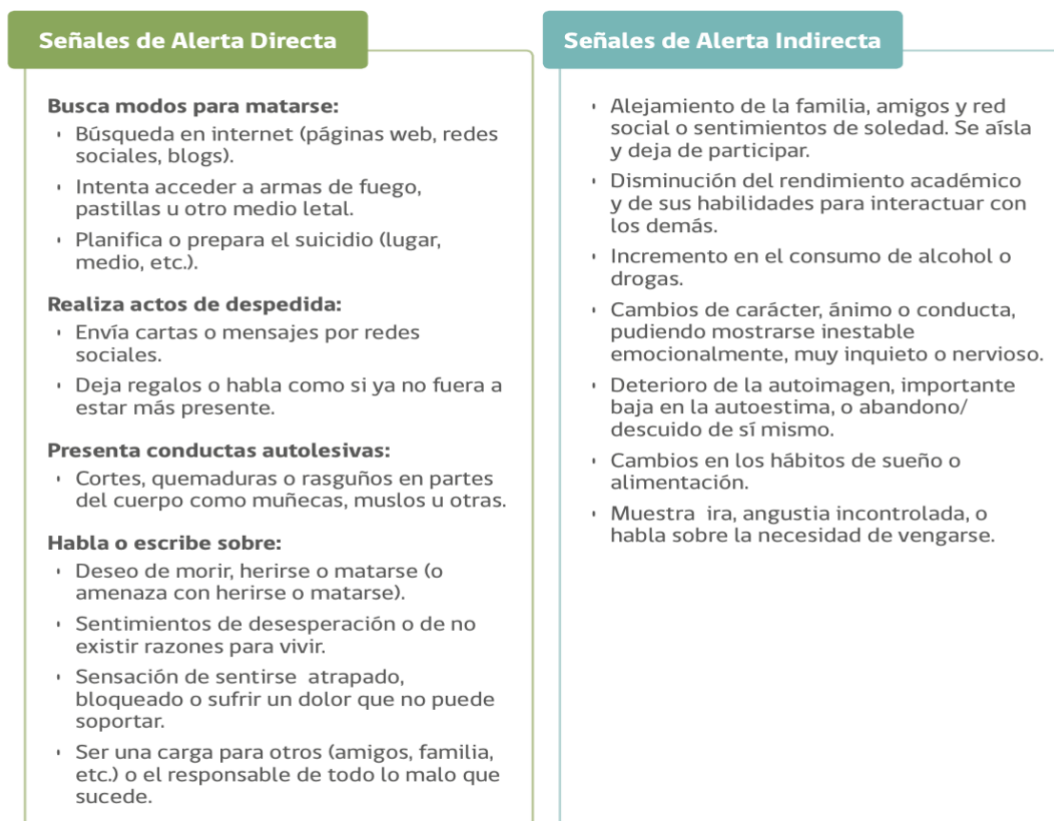 Señales de Alerta Directa
Busca modos para matarse:
· Búsqueda en internet (páginas web, redes
sociales, blogs).
· Intenta acceder a armas de fuego,
pastillas u otro medio letal.
· Planifica o prepara el suicidio (lugar,
medio, etc.).
Realiza actos de despedida:
· Envía cartas o mensajes por redes
sociales.
· Deja regalos o habla como si ya no fuera a
estar más presente.
Presenta conductas autolesivas:
· Cortes, quemaduras o rasguños en partes
del cuerpo como muñecas, muslos u otras.
Habla o escribe sobre:
· Deseo de morir, herirse o matarse (o
amenaza con herirse o matarse).
· Sentimientos de desesperación o de no
existir razones para vivir.
· Sensación de sentirse atrapado,
bloqueado o sufrir un dolor que no puede
soportar.
· Ser una carga para otros (amigos, familia,
etc.) o el responsable de todo lo malo que
sucede.
Señales de Alerta Indirecta
· Alejamiento de la familia, amigos y red
social o sentimientos de soledad. Se aísla
y deja de participar.
· Disminución del rendimiento académico
y de sus habilidades para interactuar con
los demás.
· Incremento en el consumo de alcohol o
drogas.
· Cambios de carácter, ánimo o conducta,
pudiendo mostrarse inestable
emocionalmente, muy inquieto o nervioso.
· Deterioro de la autoimagen, importante
baja en la autoestima, o abandono/
descuido de sí mismo.
· Cambios en los hábitos de sueño o
alimentación.
· Muestra ira, angustia incontrolada, o
habla sobre la necesidad de vengarse.